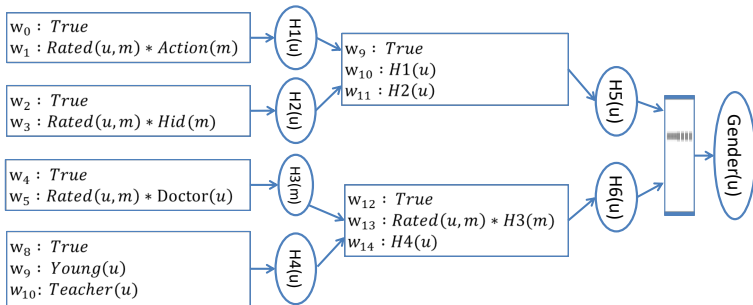 w₀ : True
w₁ : Rated(u,m) * Action(m)
H1(u)
w₂ : True
w₃ : Rated(u,m) * Hid(m)
H2(u)
w₄ : True
w₅ : Rated(u,m) * Doctor(u)
H3(m)
w₈ : True
w₉ : Young(u)
w₁₀: Teacher(u)
H4(u)
w₉ : True
w₁₀ : H1(u)
w₁₁ : H2(u)
H5(u)
w₁₂ : True
w₁₃ : Rated(u,m) * H3(m)
w₁₄ : H4(u)
H6(u)
Gender(u)